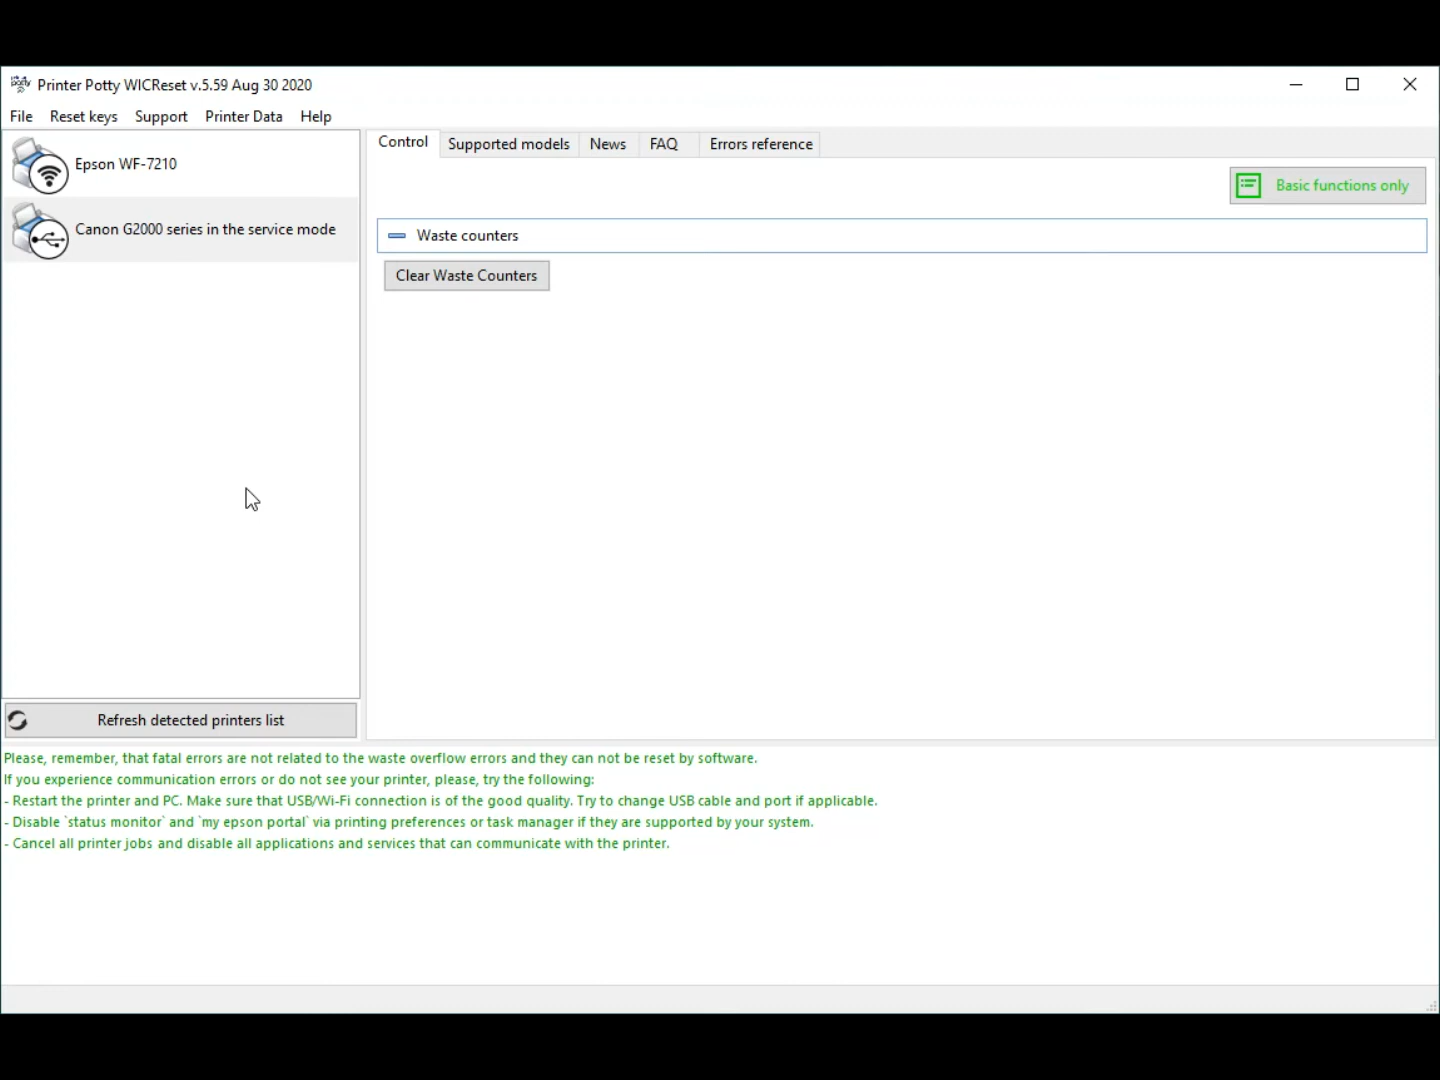 Printer Potty WICReset v.5.59 Aug 30 2020
File Reset keys Support Printer Data Help
Control Supported models News FAQ Errors reference
Epson WF-7210
Canon G2000 series in the service mode
Basic functions only
Waste counters
Clear Waste Counters
Refresh detected printers list
Please, remember, that fatal errors are not related to the waste overflow errors and they can not be reset by software.
If you experience communication errors or do not see your printer, please, try the following:
- Restart the printer and PC. Make sure that USB/Wi-Fi connection is of the good quality. Try to change USB cable and port if applicable.
- Disable `status monitor` and `my epson portal` via printing preferences or task manager if they are supported by your system.
- Cancel all printer jobs and disable all applications and services that can communicate with the printer.